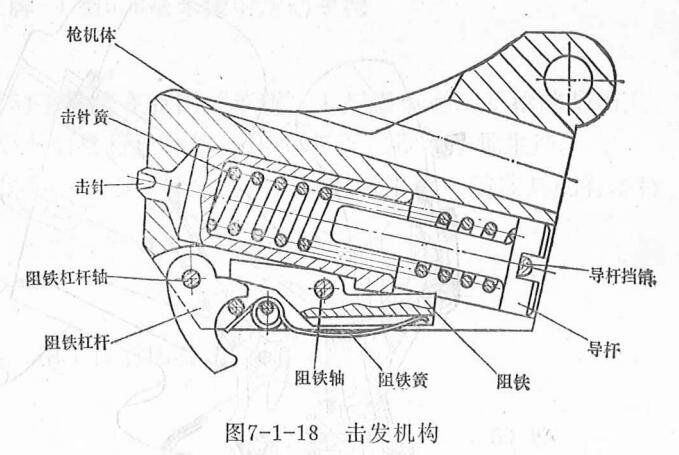 枪机体
击针簧
击针
阻铁杠杆轴
阻铁杠杆
阻铁轴
阻铁簧
阻铁
导杆
导杆挡销
图7-1-18 击发机构